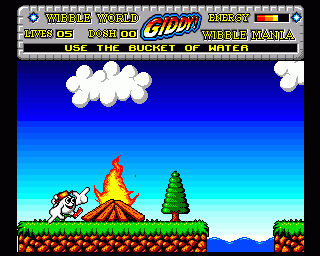 WIBBLE WORLD GIDDY! ENERGY
LIVES 05 DOSH 00 WIBBLE MANIA
USE THE BUCKET OF WATER